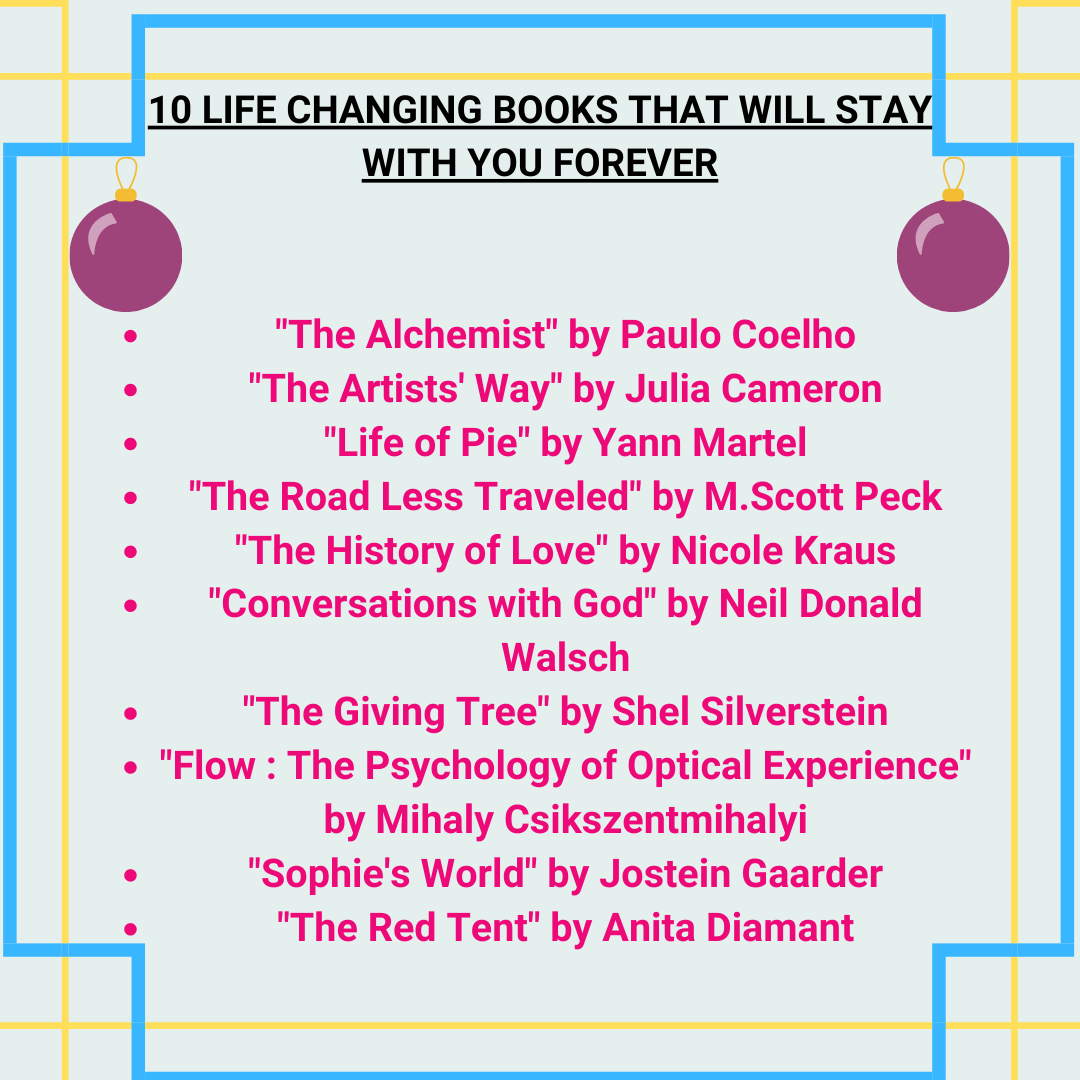 10 LIFE CHANGING BOOKS THAT WILL STAY
WITH YOU FOREVER
"The Alchemist" by Paulo Coelho
"The Artists' Way" by Julia Cameron
"Life of Pie" by Yann Martel
"The Road Less Traveled" by M.Scott Peck
"The History of Love" by Nicole Kraus
"Conversations with God" by Neil Donald
Walsch
"The Giving Tree" by Shel Silverstein
"Flow : The Psychology of Optical Experience"
by Mihaly Csikszentmihalyi
"Sophie's World" by Jostein Gaarder
"The Red Tent" by Anita Diamant